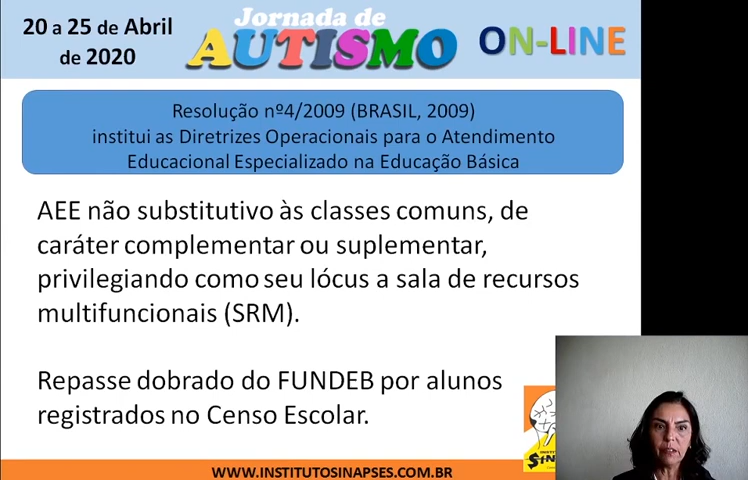 20 a 25 de Abril
de 2020
Jornada de
AUTISMO
ON-LINE
Resolução nº4/2009 (BRASIL, 2009)
institui as Diretrizes Operacionais para o Atendimento
Educacional Especializado na Educação Básica
AEE não substitutivo às classes comuns, de
caráter complementar ou suplementar,
privilegiando como seu lócus a sala de recursos
multifuncionais (SRM).
Repasse dobrado do FUNDEB por alunos
registrados no Censo Escolar.
WWW.INSTITUTOSINAPSES.COM.BR